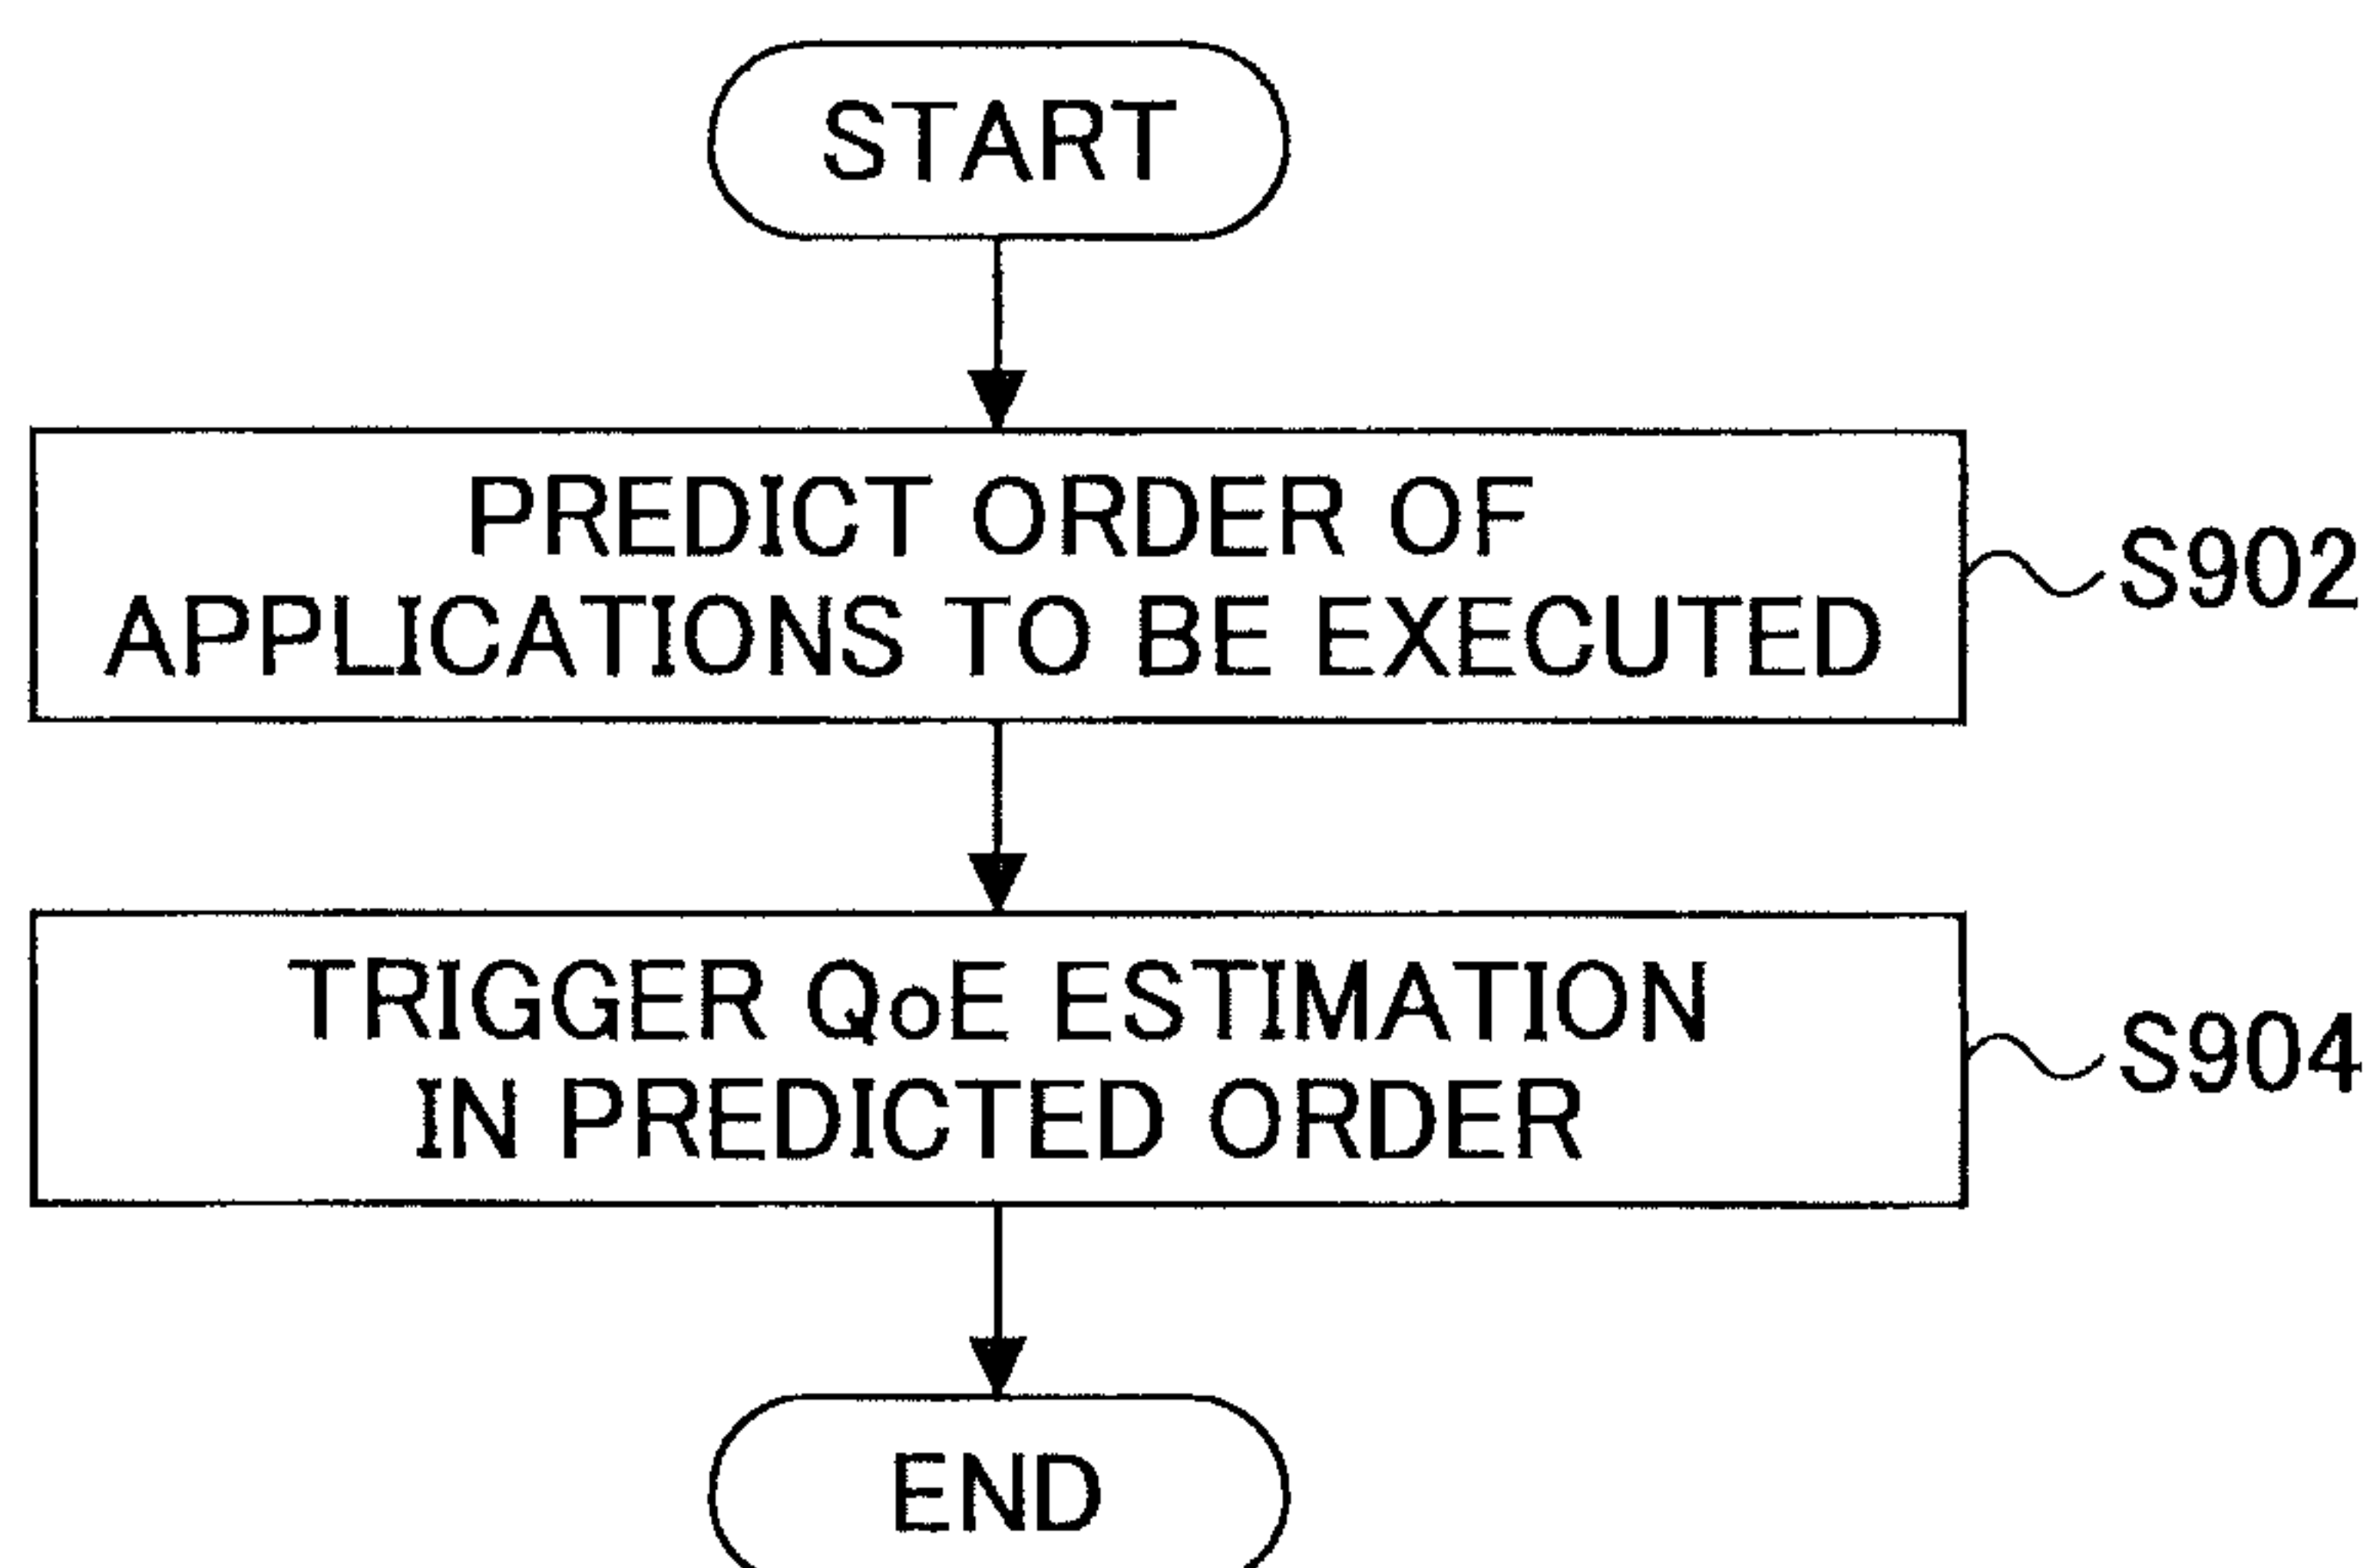 START
PREDICT ORDER OF
APPLICATIONS TO BE EXECUTED
S902
TRIGGER QoE ESTIMATION
IN PREDICTED ORDER
S904
END